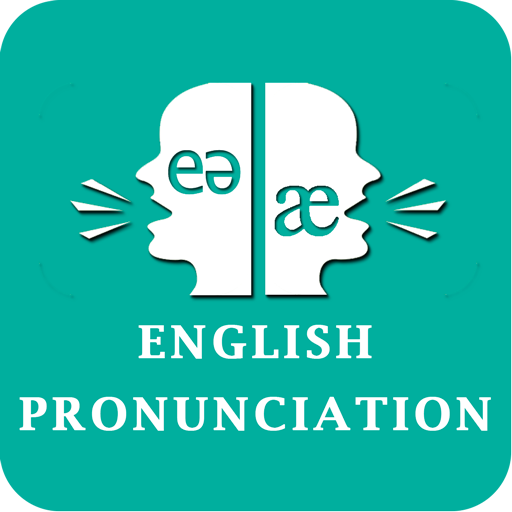 eə
æ
ENGLISH
PRONUNCIATION